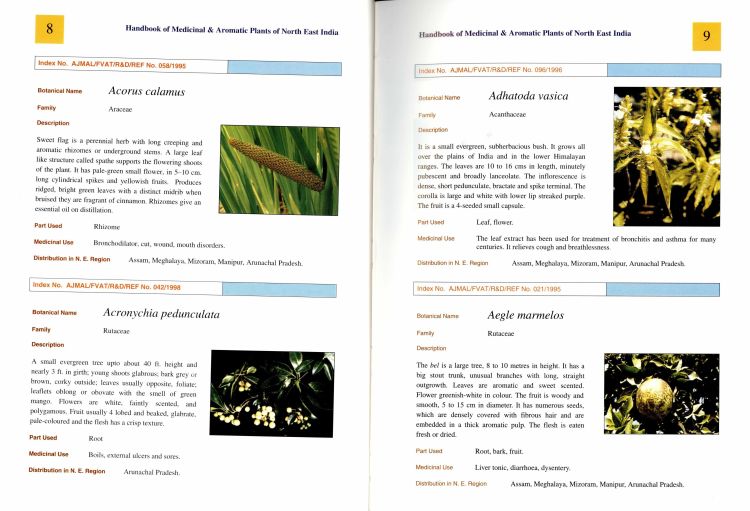 8
Handbook of Medicinal & Aromatic Plants of North East India
Index No. AJMAL/FVAT/R&D/REF No. 058/1995
Botanical Name Acorus calamus
Family Araceae
Description
Sweet flag is a perennial herb with long creeping and
aromatic rhizomes or underground stems. A large leaf
like structure called spathe supports the flowering shoots
of the plant. It has pale-green small flower, in 5–10 cm.
long cylindrical spikes and yellowish fruits. Produces
ridged, bright green leaves with a distinct midrib when
bruised they are fragrant of cinnamon. Rhizomes give an
essential oil on distillation.
Part Used Rhizome
Medicinal Use Bronchodilator, cut, wound, mouth disorders.
Distribution in N. E. Region Assam, Meghalaya, Mizoram, Manipur, Arunachal Pradesh.
Index No. AJMAL/FVAT/R&D/REF No. 042/1998
Botanical Name Acronychia pedunculata
Family Rutaceae
Description
A small evergreen tree upto about 40 ft. height and
nearly 3 ft. in girth; young shoots glabrous; bark grey or
brown, corky outside; leaves usually opposite, foliate;
leaflets oblong or obovate with the smell of green
mango. Flowers are white, faintly scented, and
polygamous. Fruit usually 4 lobed and beaked, glabrate,
pale-coloured and the flesh has a crisp texture.
Part Used Root
Medicinal Use Boils, external ulcers and sores.
Distribution in N. E. Region Arunachal Pradesh.
Handbook of Medicinal & Aromatic Plants of North East India
9
Index No. AJMAL/FVAT/R&D/REF No. 096/1996
Botanical Name Adhatoda vasica
Family Acanthaceae
Description
It is a small evergreen, subherbacious bush. It grows all
over the plains of India and in the lower Himalayan
ranges. The leaves are 10 to 16 cms in length, minutely
pubescent and broadly lanceolate. The inflorescence is
dense, short pedunculate, bractate and spike terminal. The
corolla is large and white with lower lip streaked purple.
The fruit is a 4-seeded small capsule.
Part Used Leaf, flower.
Medicinal Use The leaf extract has been used for treatment of bronchitis and asthma for many
centuries. It relieves cough and breathlessness.
Distribution in N. E. Region Assam, Meghalaya, Mizoram, Manipur, Arunachal Pradesh.
Index No. AJMAL/FVAT/R&D/REF No. 021/1995
Botanical Name Aegle marmelos
Family Rutaceae
Description
The bel is a large tree, 8 to 10 metres in height. It has a
big stout trunk, unusual branches with long, straight
outgrowth. Leaves are aromatic and sweet scented.
Flower greenish-white in colour. The fruit is woody and
smooth, 5 to 15 cm in diameter. It has numerous seeds,
which are densely covered with fibrous hair and are
embedded in a thick aromatic pulp. The flesh is eaten
fresh or dried.
Part Used Root, bark, fruit.
Medicinal Use Liver tonic, diarrhoea, dysentery.
Distribution in N. E. Region Assam, Meghalaya, Mizoram, Manipur, Arunachal Pradesh.